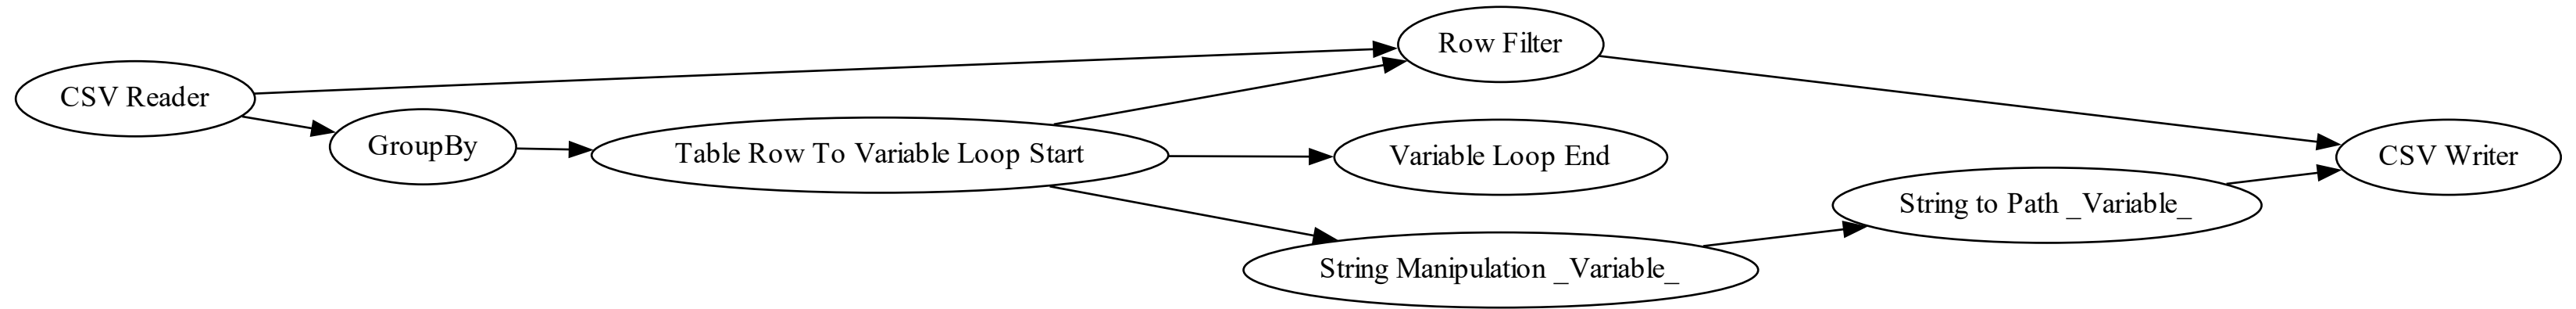 CSV Reader
GroupBy
Table Row To Variable Loop Start
Row Filter
Variable Loop End
String Manipulation _Variable_
String to Path _Variable_
CSV Writer